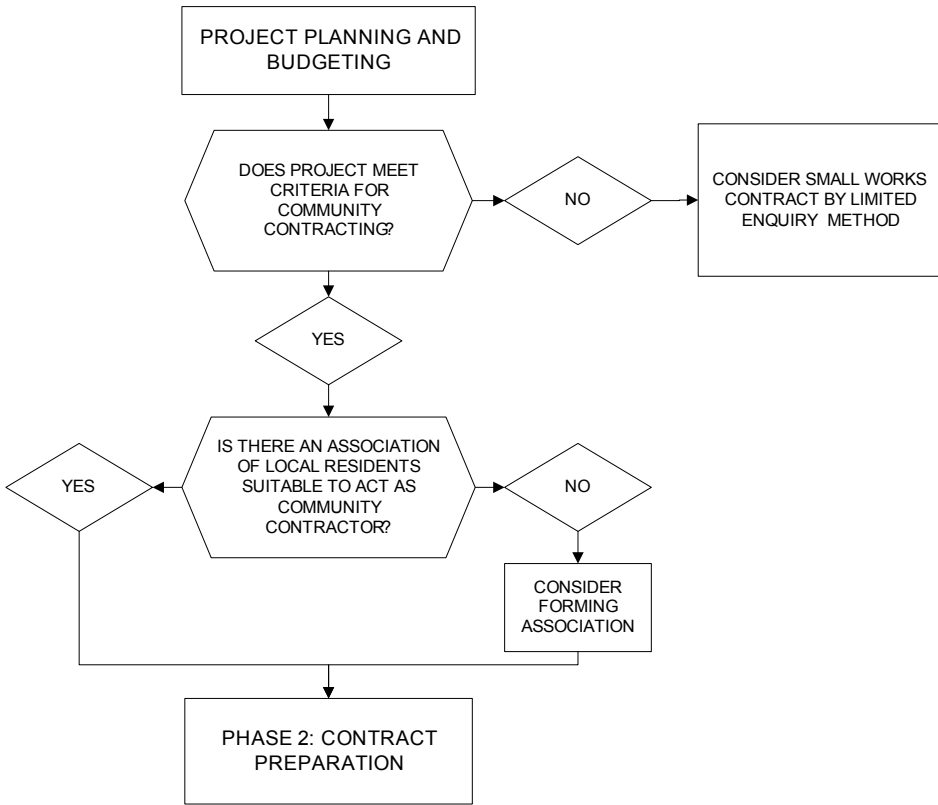 PROJECT PLANNING AND
BUDGETING
DOES PROJECT MEET
CRITERIA FOR
COMMUNITY
CONTRACTING?
NO
CONSIDER SMALL WORKS
CONTRACT BY LIMITED
ENQUIRY METHOD
YES
IS THERE AN ASSOCIATION
OF LOCAL RESIDENTS
SUITABLE TO ACT AS
COMMUNITY
CONTRACTOR?
YES
NO
CONSIDER
FORMING
ASSOCIATION
PHASE 2: CONTRACT
PREPARATION